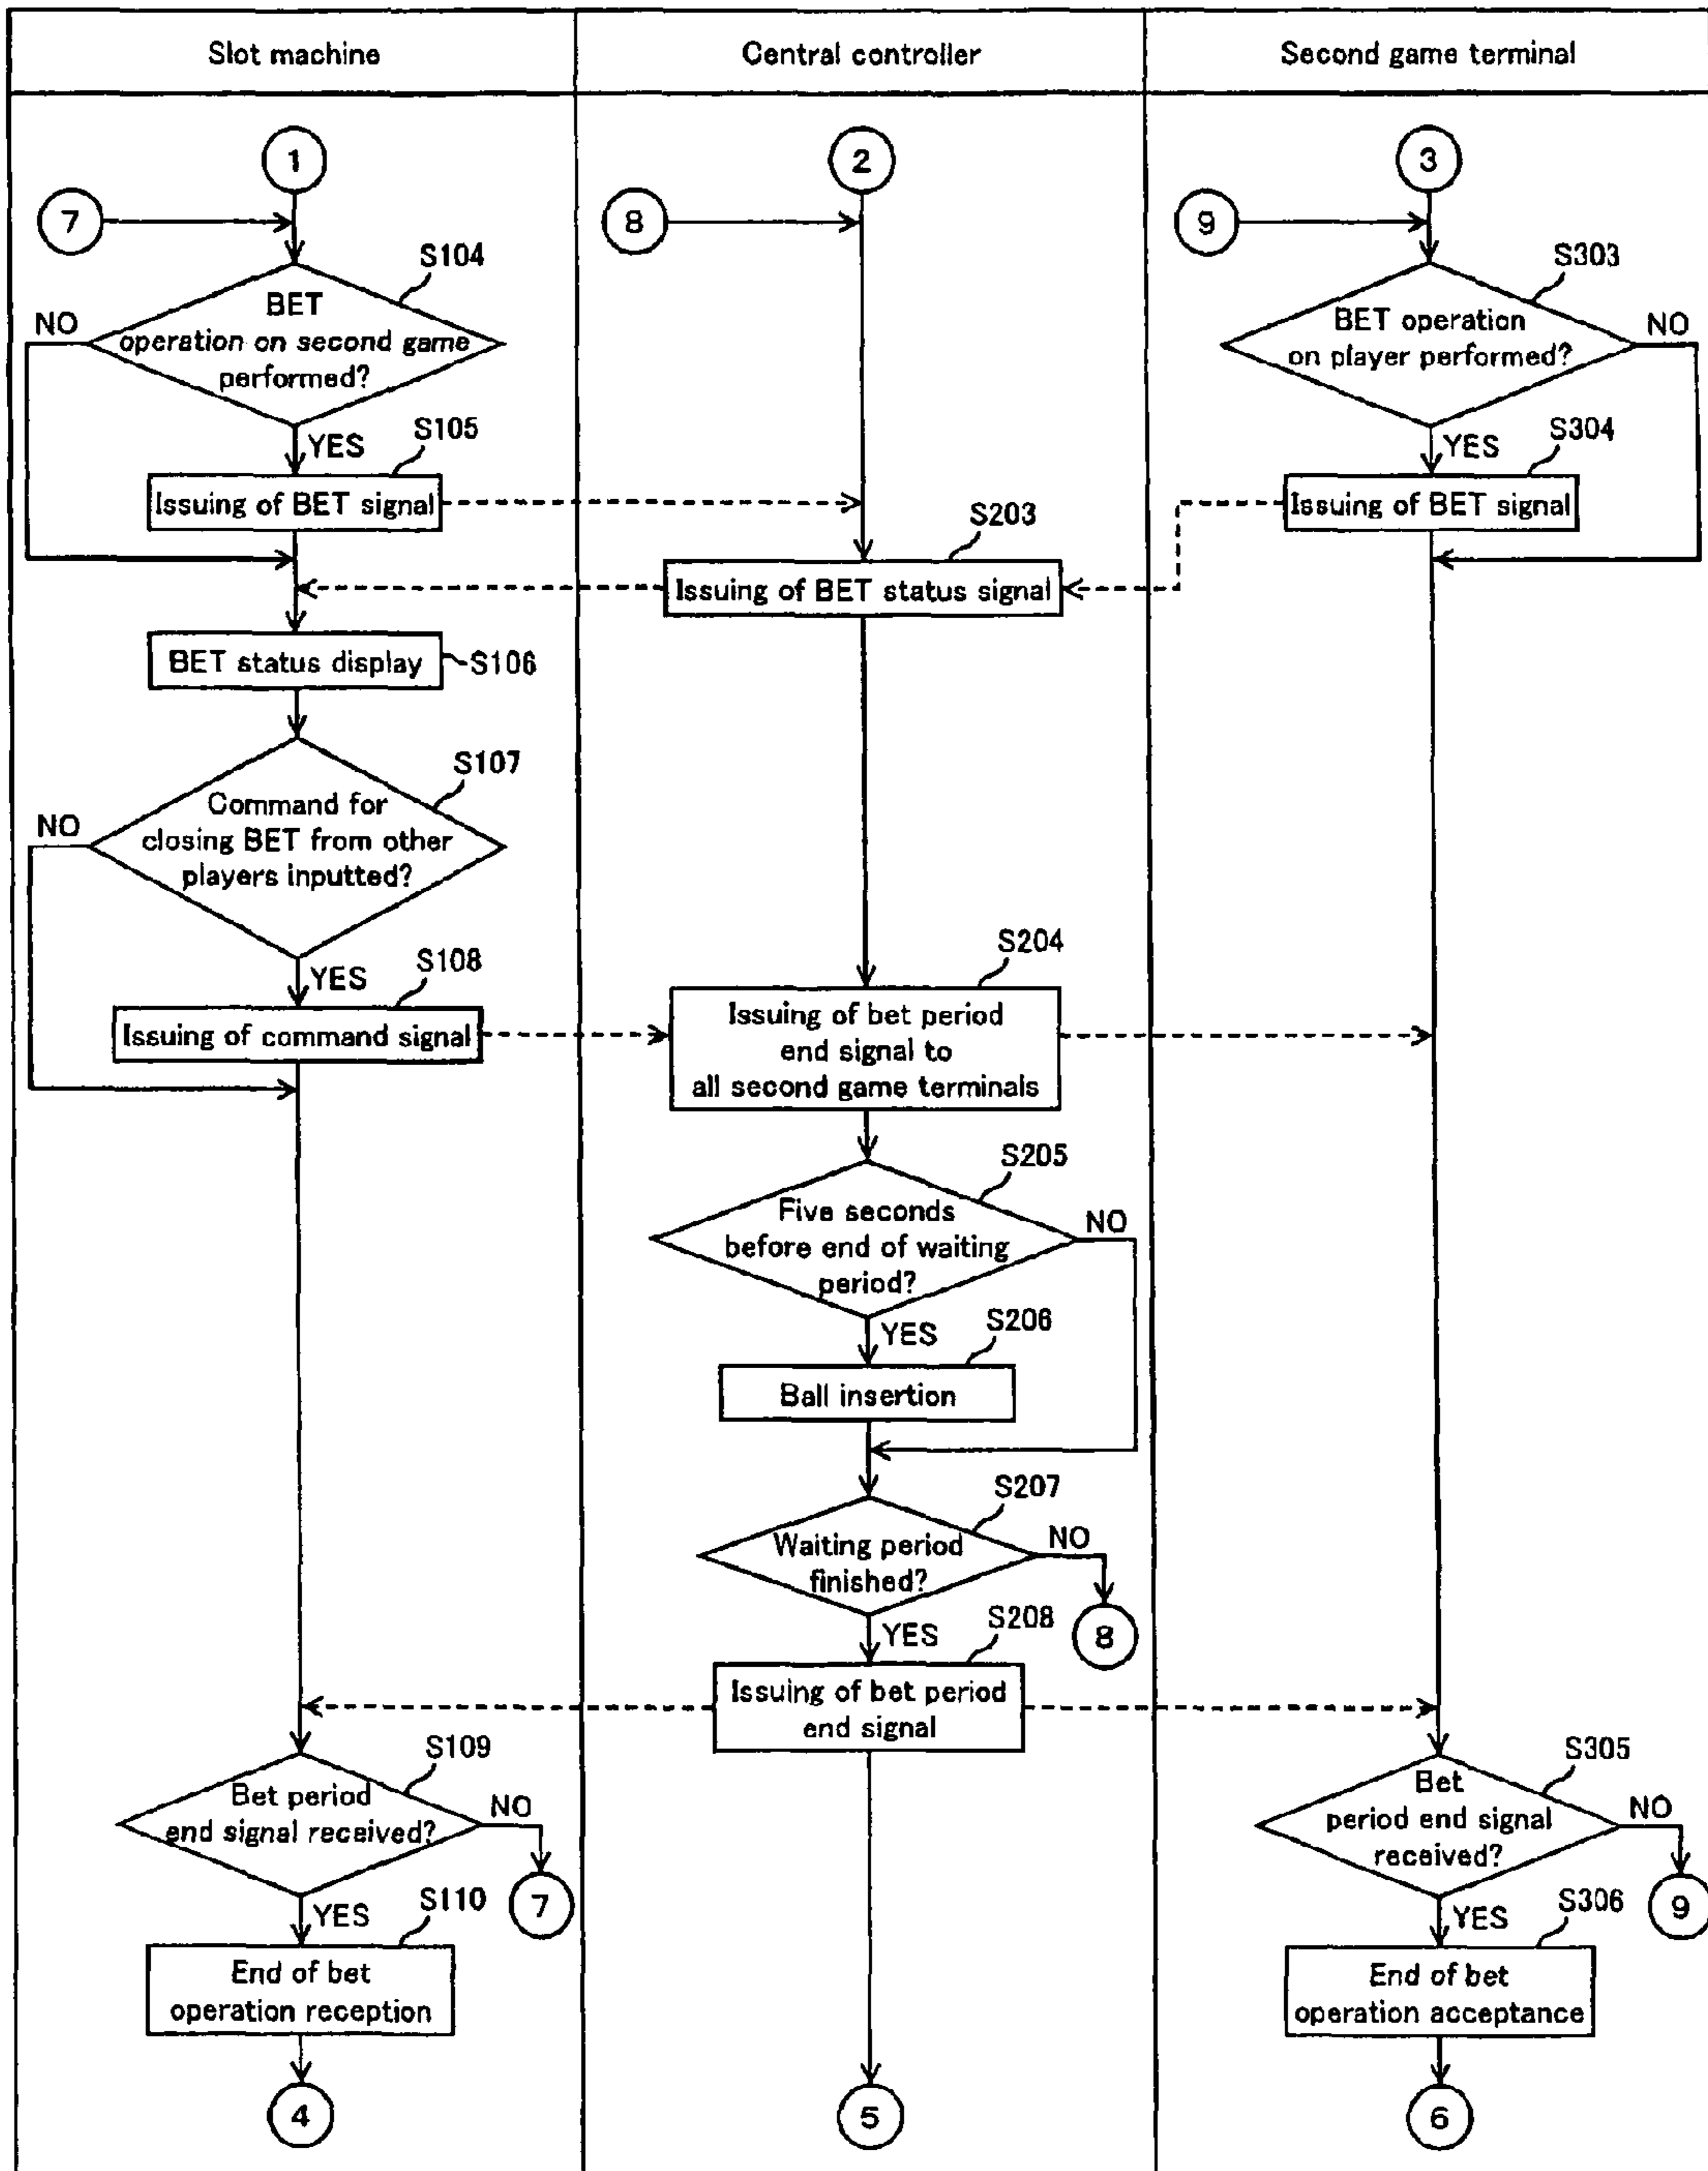 Slot machine
Central controller
Second game terminal
1
2
3
7
8
9
S104
BET
operation on second game
performed?
NO
YES
S105
Issuing of BET signal
S303
BET operation
on player performed?
NO
YES
S304
Issuing of BET signal
S203
Issuing of BET status signal
BET status display
S106
S107
Command for
closing BET from other
players inputted?
NO
YES
S108
Issuing of command signal
S204
Issuing of bet period
end signal to
all second game terminals
S205
Five seconds
before end of waiting
period?
NO
YES
S206
Ball insertion
S207
Waiting period
finished?
NO
8
YES
S208
Issuing of bet period
end signal
S109
Bet period
end signal received?
NO
7
YES
S110
End of bet
operation reception
S305
Bet
period end signal
received?
NO
9
YES
S306
End of bet
operation acceptance
4
5
6